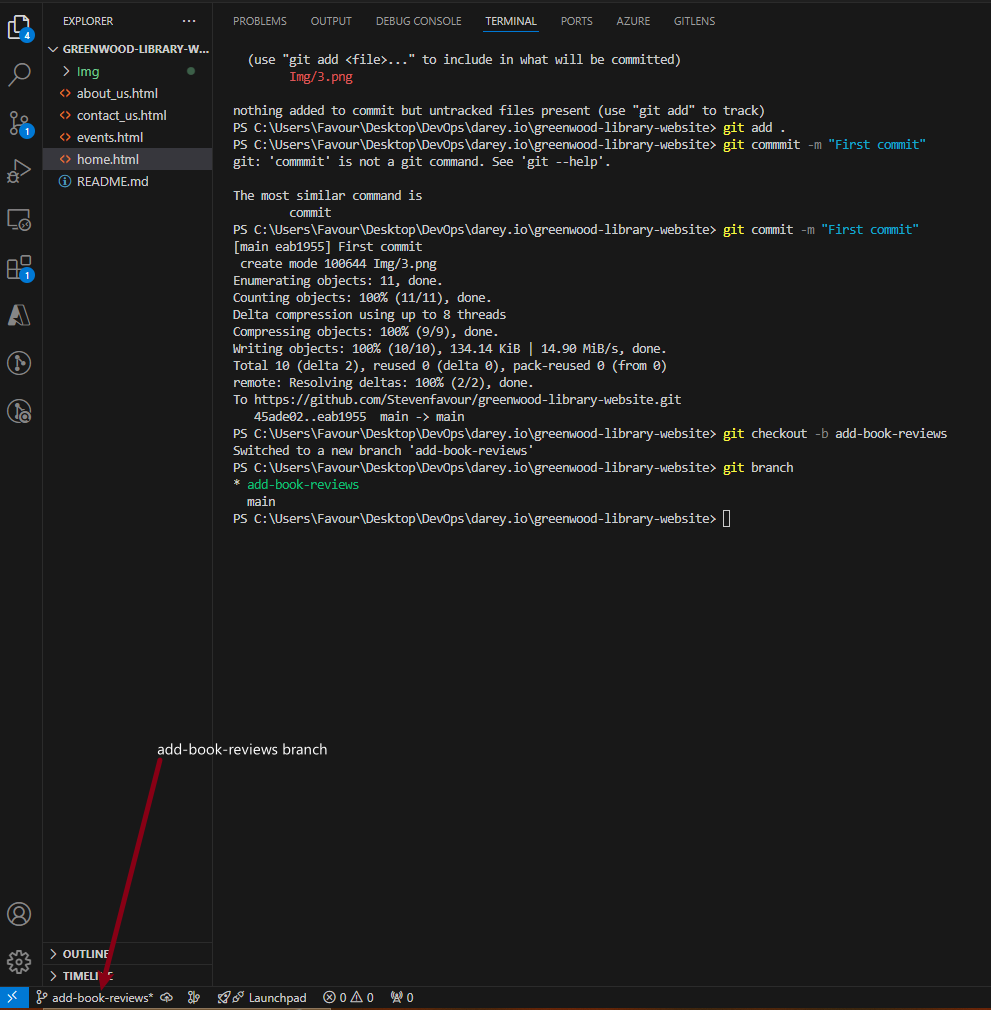 EXPLORER
PROBLEMS OUTPUT DEBUG CONSOLE TERMINAL PORTS AZURE GITLENS
4
GREENWOOD-LIBRARY-W...
Img
about_us.html
contact_us.html
1
events.html
home.html
README.md
1
(use "git add <file>..." to include in what will be committed)
Img/3.png
nothing added to commit but untracked files present (use "git add" to track)
PS C:\Users\Favour\Desktop\DevOps\darey.io\greenwood-library-website> git add .
PS C:\Users\Favour\Desktop\DevOps\darey.io\greenwood-library-website> git commmit -m "First commit"
git: 'commmit' is not a git command. See 'git --help'.
The most similar command is
commit
PS C:\Users\Favour\Desktop\DevOps\darey.io\greenwood-library-website> git commit -m "First commit"
[main eab1955] First commit
create mode 100644 Img/3.png
Enumerating objects: 11, done.
Counting objects: 100% (11/11), done.
Delta compression using up to 8 threads
Compressing objects: 100% (9/9), done.
Writing objects: 100% (10/10), 134.14 KiB | 14.90 MiB/s, done.
Total 10 (delta 2), reused 0 (delta 0), pack-reused 0 (from 0)
remote: Resolving deltas: 100% (2/2), done.
To https://github.com/Stevenfavour/greenwood-library-website.git
45ade02..eab1955 main -> main
PS C:\Users\Favour\Desktop\DevOps\darey.io\greenwood-library-website> git checkout -b add-book-reviews
Switched to a new branch 'add-book-reviews'
PS C:\Users\Favour\Desktop\DevOps\darey.io\greenwood-library-website> git branch
* add-book-reviews
main
PS C:\Users\Favour\Desktop\DevOps\darey.io\greenwood-library-website>
add-book-reviews branch
OUTLINE
TIMELINE
add-book-reviews* Launchpad 0 0 0